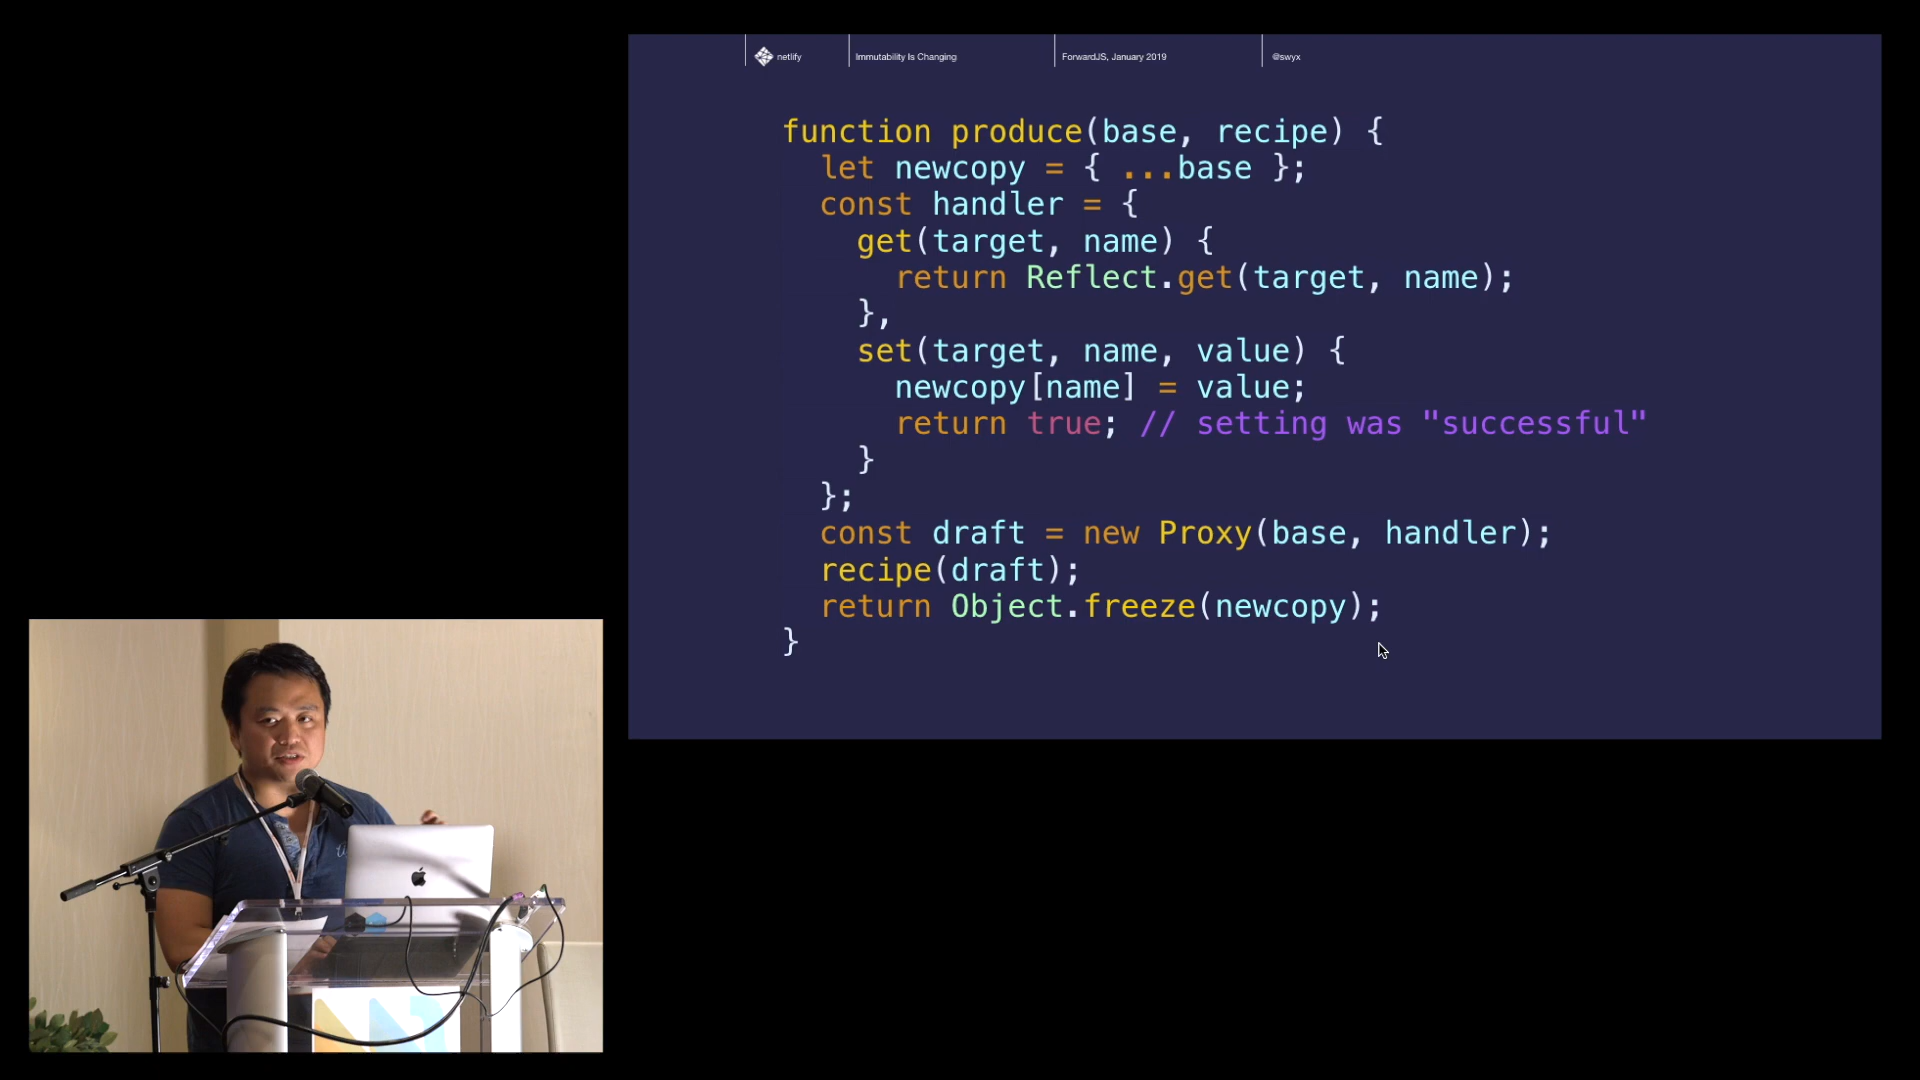 netlify
Immutability Is Changing
ForwardJS, January 2019
@swyx
function produce(base, recipe) {
let newcopy = { ...base };
const handler = {
get(target, name) {
return Reflect.get(target, name);
},
set(target, name, value) {
newcopy[name] = value;
return true; // setting was "successful"
}
};
const draft = new Proxy(base, handler);
recipe(draft);
return Object.freeze(newcopy);
}